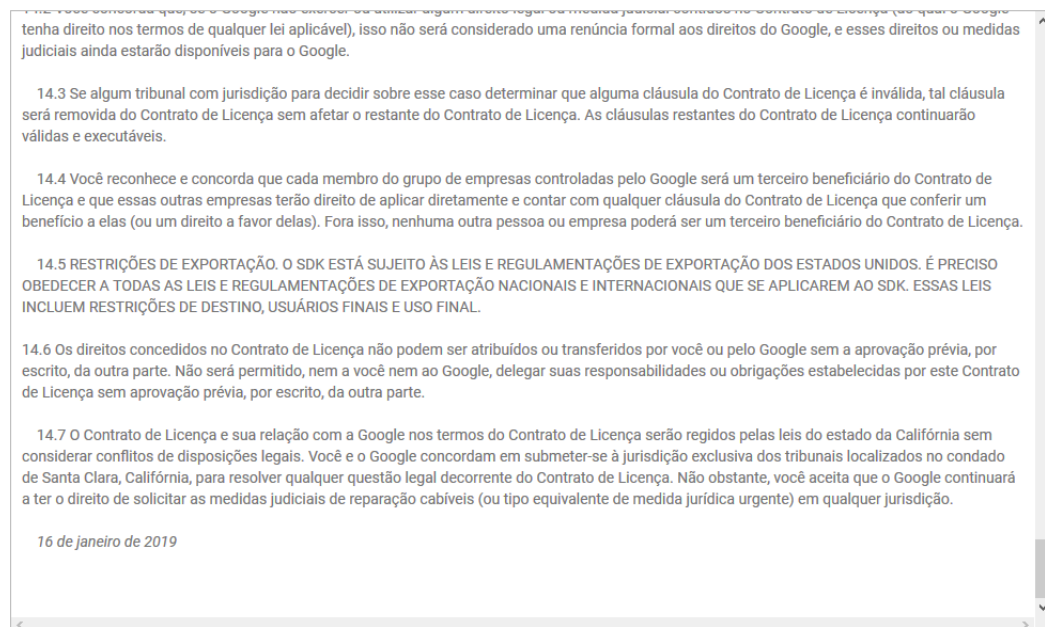 tenha direito nos termos de qualquer lei aplicável), isso não será considerado uma renúncia formal aos direitos do Google, e esses direitos ou medidas
judiciais ainda estarão disponíveis para o Google.
14.3 Se algum tribunal com jurisdição para decidir sobre esse caso determinar que alguma cláusula do Contrato de Licença é inválida, tal cláusula
será removida do Contrato de Licença sem afetar o restante do Contrato de Licença. As cláusulas restantes do Contrato de Licença continuarão
válidas e executáveis.
14.4 Você reconhece e concorda que cada membro do grupo de empresas controladas pelo Google será um terceiro beneficiário do Contrato de
Licença e que essas outras empresas terão direito de aplicar diretamente e contar com qualquer cláusula do Contrato de Licença que conferir um
benefício a elas (ou um direito a favor delas). Fora isso, nenhuma outra pessoa ou empresa poderá ser um terceiro beneficiário do Contrato de Licença.
14.5 RESTRIÇÕES DE EXPORTAÇÃO. O SDK ESTÁ SUJEITO ÀS LEIS E REGULAMENTAÇÕES DE EXPORTAÇÃO DOS ESTADOS UNIDOS. É PRECISO
OBEDECER A TODAS AS LEIS E REGULAMENTAÇÕES DE EXPORTAÇÃO NACIONAIS E INTERNACIONAIS QUE SE APLICAREM AO SDK. ESSAS LEIS
INCLUEM RESTRIÇÕES DE DESTINO, USUÁRIOS FINAIS E USO FINAL.
14.6 Os direitos concedidos no Contrato de Licença não podem ser atribuídos ou transferidos por você ou pelo Google sem a aprovação prévia, por
escrito, da outra parte. Não será permitido, nem a você nem ao Google, delegar suas responsabilidades ou obrigações estabelecidas por este Contrato
de Licença sem aprovação prévia, por escrito, da outra parte.
14.7 O Contrato de Licença e sua relação com a Google nos termos do Contrato de Licença serão regidos pelas leis do estado da Califórnia sem
considerar conflitos de disposições legais. Você e o Google concordam em submeter-se à jurisdição exclusiva dos tribunais localizados no condado
de Santa Clara, Califórnia, para resolver qualquer questão legal decorrente do Contrato de Licença. Não obstante, você aceita que o Google continuará
a ter o direito de solicitar as medidas judiciais de reparação cabíveis (ou tipo equivalente de medida jurídica urgente) em qualquer jurisdição.
16 de janeiro de 2019